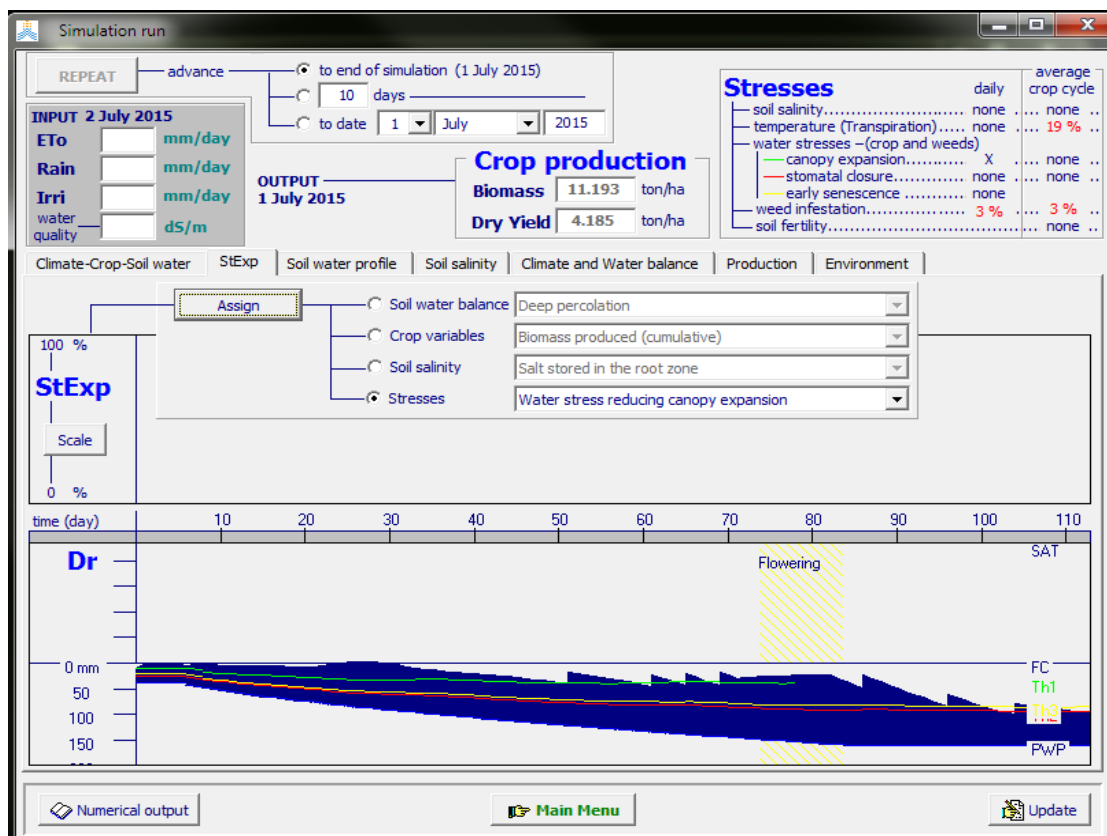 Simulation run
REPEAT
advance
to end of simulation (1 July 2015)
10 days
to date 1 July 2015
INPUT 2 July 2015
ETo mm/day
Rain mm/day
Irri mm/day
water quality dS/m
OUTPUT
1 July 2015
Crop production
Biomass 11.193 ton/ha
Dry Yield 4.185 ton/ha
Stresses daily average crop cycle
soil salinity none none
temperature (Transpiration) none 19 %
water stresses -(crop and weeds)
canopy expansion X none
stomatal closure none none
early senescence none
weed infestation 3 % 3 %
soil fertility none
Climate-Crop-Soil water StExp Soil water profile Soil salinity Climate and Water balance Production Environment
Assign
Soil water balance Deep percolation
Crop variables Biomass produced (cumulative)
Soil salinity Salt stored in the root zone
Stresses Water stress reducing canopy expansion
100 %
StExp
Scale
0 %
time (day) 10 20 30 40 50 60 70 80 90 100 110
Dr
SAT
Flowering
0 mm
FC
50
Th1
100
Th3
150
PWP
Numerical output
Main Menu
Update